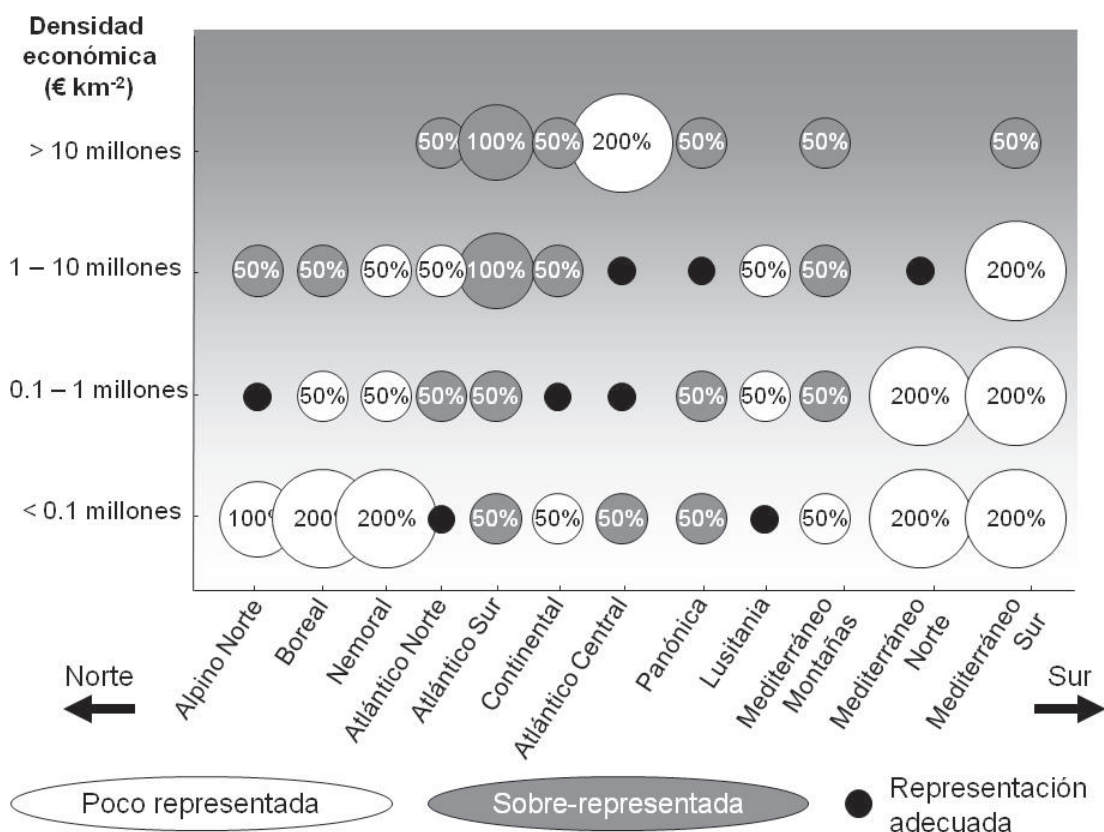 Densidad
económica
(€ km-2)
> 10 millones
50% 100% 50% 200% 50% 50% 50%
1 – 10 millones
50% 50% 50% 50% 100% 50% 50% 50% 200%
0.1 – 1 millones
50% 50% 50% 50% 50% 50% 50% 200% 200%
< 0.1 millones
100% 200% 200% 50% 50% 50% 50% 50% 200% 200%
Alpino Norte
Boreal
Nemoral
Atlántico Norte
Atlántico Sur
Continental
Atlántico Central
Panónica
Lusitania
Mediterráneo
Montañas
Mediterráneo
Norte
Mediterráneo
Sur
Norte
Sur
Poco representada
Sobre-representada
Representación
adecuada